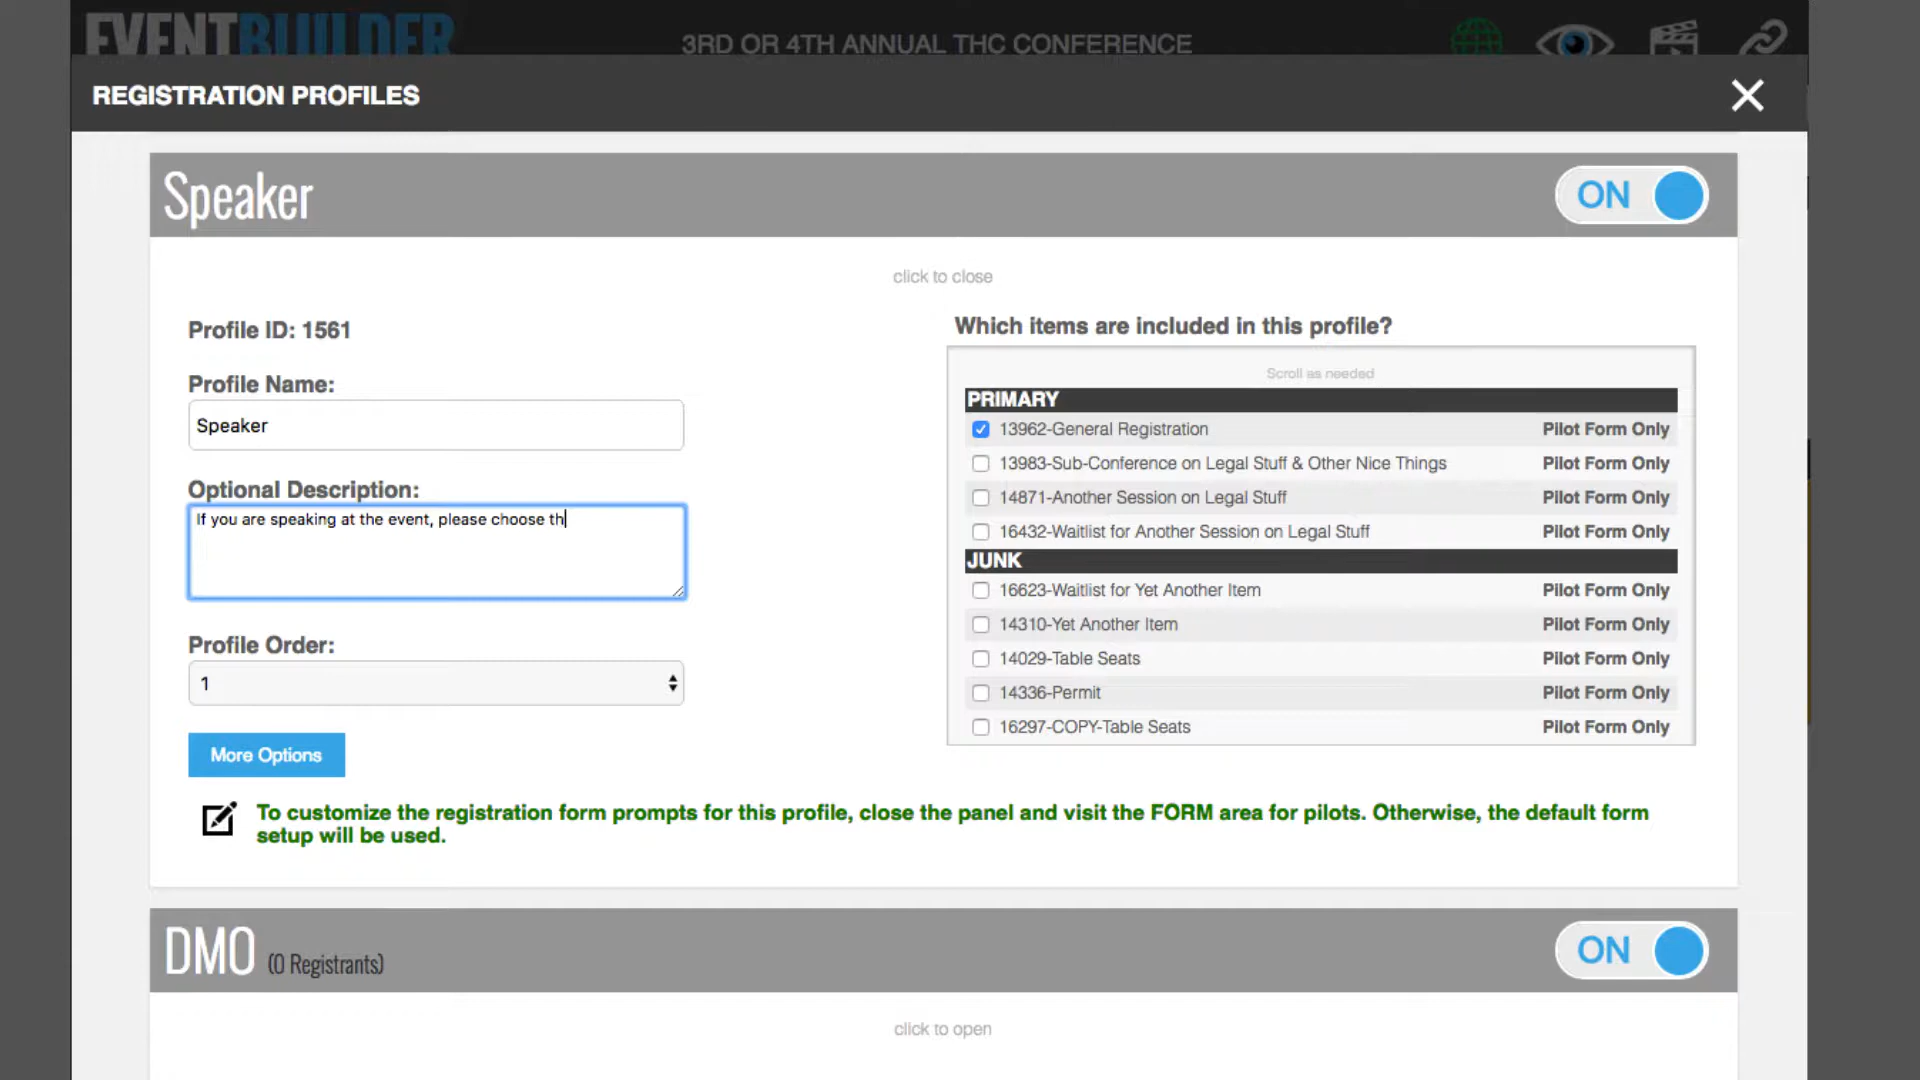 EVENTBUILDER
3RD OR 4TH ANNUAL THC CONFERENCE
REGISTRATION PROFILES
Speaker
ON
click to close
Profile ID: 1561
Profile Name:
Speaker
Optional Description:
If you are speaking at the event, please choose th
Profile Order:
1
More Options
Which items are included in this profile?
Scroll as needed
PRIMARY
13962-General Registration Pilot Form Only
13983-Sub-Conference on Legal Stuff & Other Nice Things Pilot Form Only
14871-Another Session on Legal Stuff Pilot Form Only
16432-Waitlist for Another Session on Legal Stuff Pilot Form Only
JUNK
16623-Waitlist for Yet Another Item Pilot Form Only
14310-Yet Another Item Pilot Form Only
14029-Table Seats Pilot Form Only
14336-Permit Pilot Form Only
16297-COPY-Table Seats Pilot Form Only
To customize the registration form prompts for this profile, close the panel and visit the FORM area for pilots. Otherwise, the default form
setup will be used.
DMO (0 Registrants)
ON
click to open